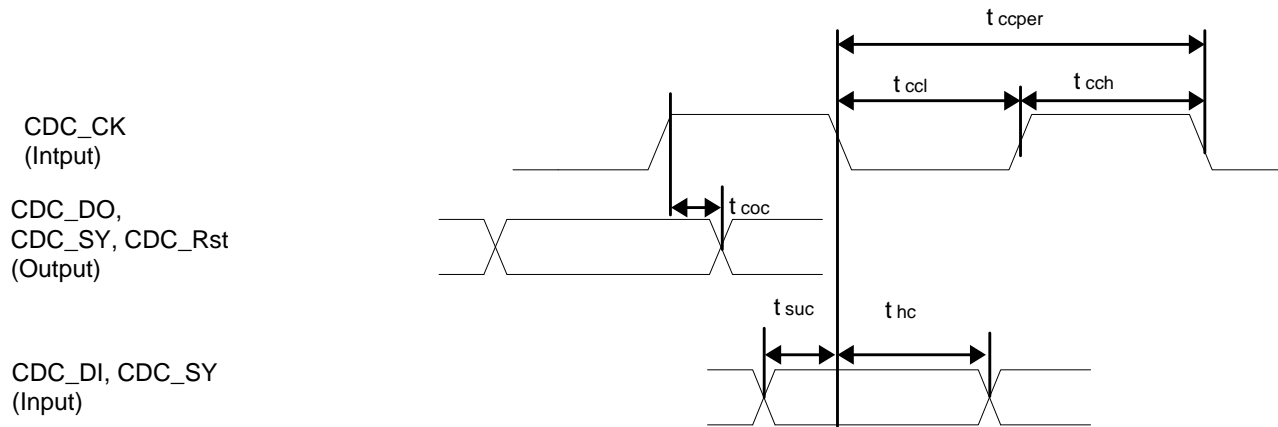 t ccper
t ccl
t cch
CDC_CK
(Intput)
CDC_DO,
CDC_SY, CDC_Rst
(Output)
t coc
t suc
t hc
CDC_DI, CDC_SY
(Input)